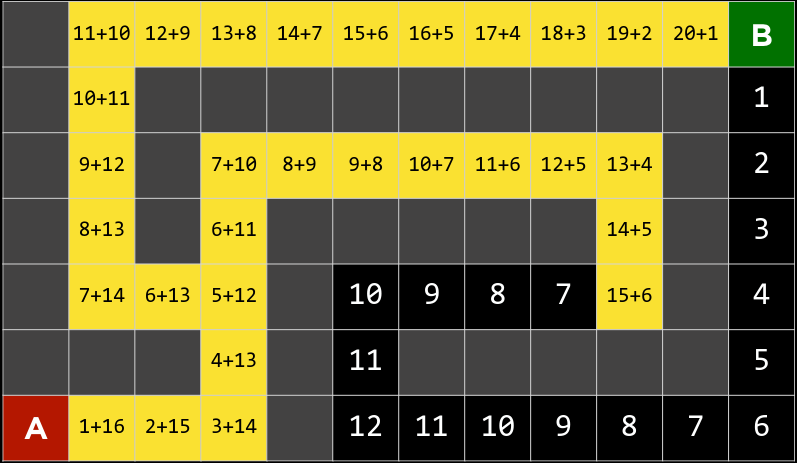 11+10 12+9 13+8 14+7 15+6 16+5 17+4 18+3 19+2 20+1 B
10+11 1
9+12 7+10 8+9 9+8 10+7 11+6 12+5 13+4 2
8+13 6+11 14+5 3
7+14 6+13 5+12 10 9 8 7 15+6 4
4+13 11 5
A 1+16 2+15 3+14 12 11 10 9 8 7 6